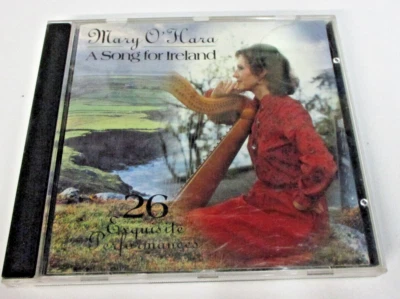 Mary O'Hara
A Song for Ireland
26
Exquisite
Performances